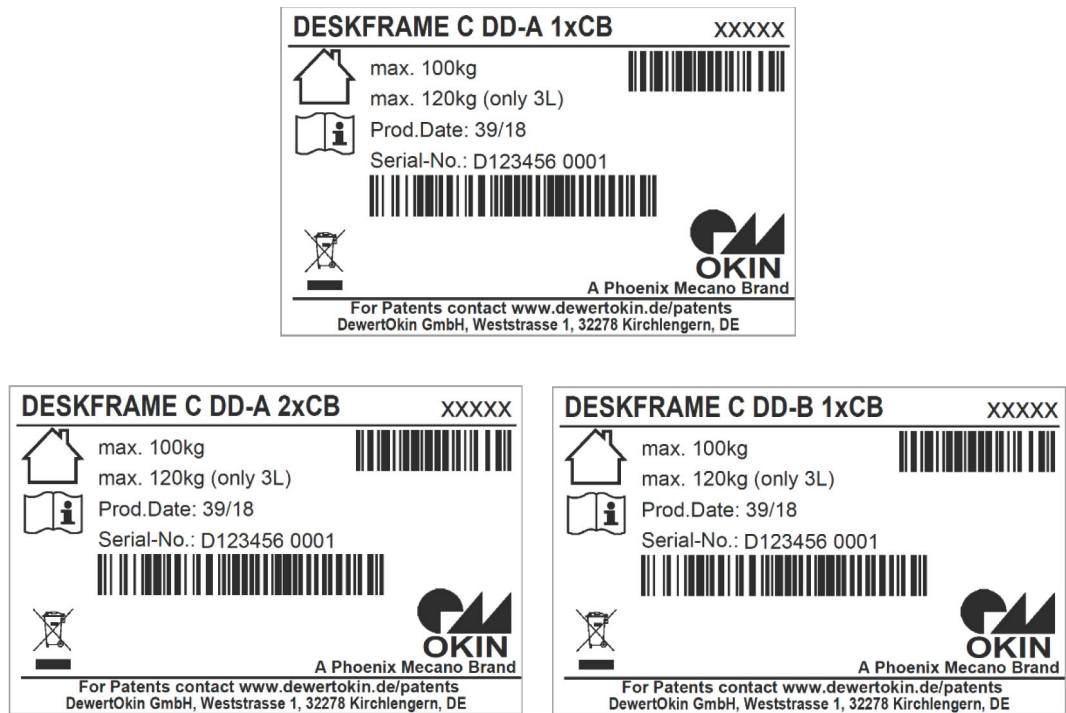 DESKFRAME C DD-A 1xCB XXXXX
max. 100kg
max. 120kg (only 3L)
Prod.Date: 39/18
Serial-No.: D123456 0001
OKIN
A Phoenix Mecano Brand
For Patents contact www.dewertokin.de/patents
DewertOkin GmbH, Weststrasse 1, 32278 Kirchlengern, DE
DESKFRAME C DD-A 2xCB XXXXX
max. 100kg
max. 120kg (only 3L)
Prod.Date: 39/18
Serial-No.: D123456 0001
OKIN
A Phoenix Mecano Brand
For Patents contact www.dewertokin.de/patents
DewertOkin GmbH, Weststrasse 1, 32278 Kirchlengern, DE
DESKFRAME C DD-B 1xCB XXXXX
max. 100kg
max. 120kg (only 3L)
Prod.Date: 39/18
Serial-No.: D123456 0001
OKIN
A Phoenix Mecano Brand
For Patents contact www.dewertokin.de/patents
DewertOkin GmbH, Weststrasse 1, 32278 Kirchlengern, DE